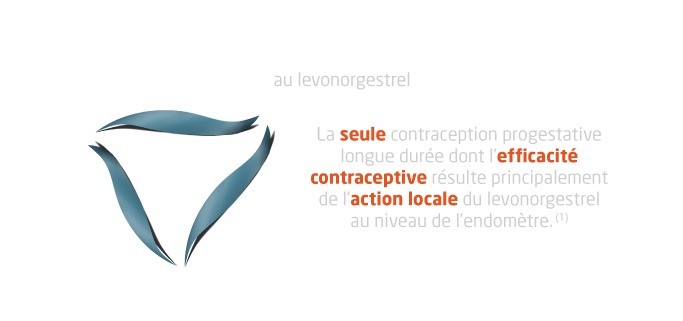 au levonorgestrel
La seule contraception progestative
longue durée dont l'efficacité
contraceptive résulte principalement
de l'action locale du levonorgestrel
au niveau de l'endomètre. (1)